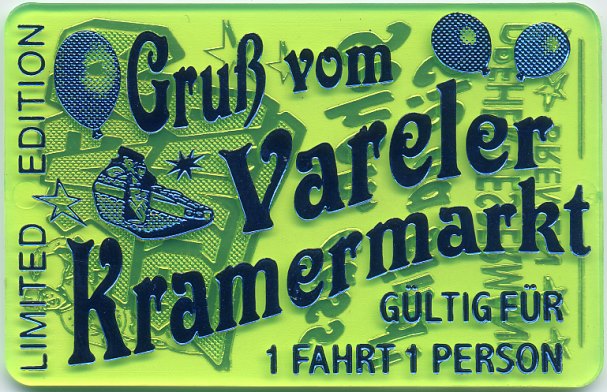 LIMITED EDITION
Gruß vom
Vareler
Kramermarkt
GÜLTIG FÜR
1 FAHRT 1 PERSON